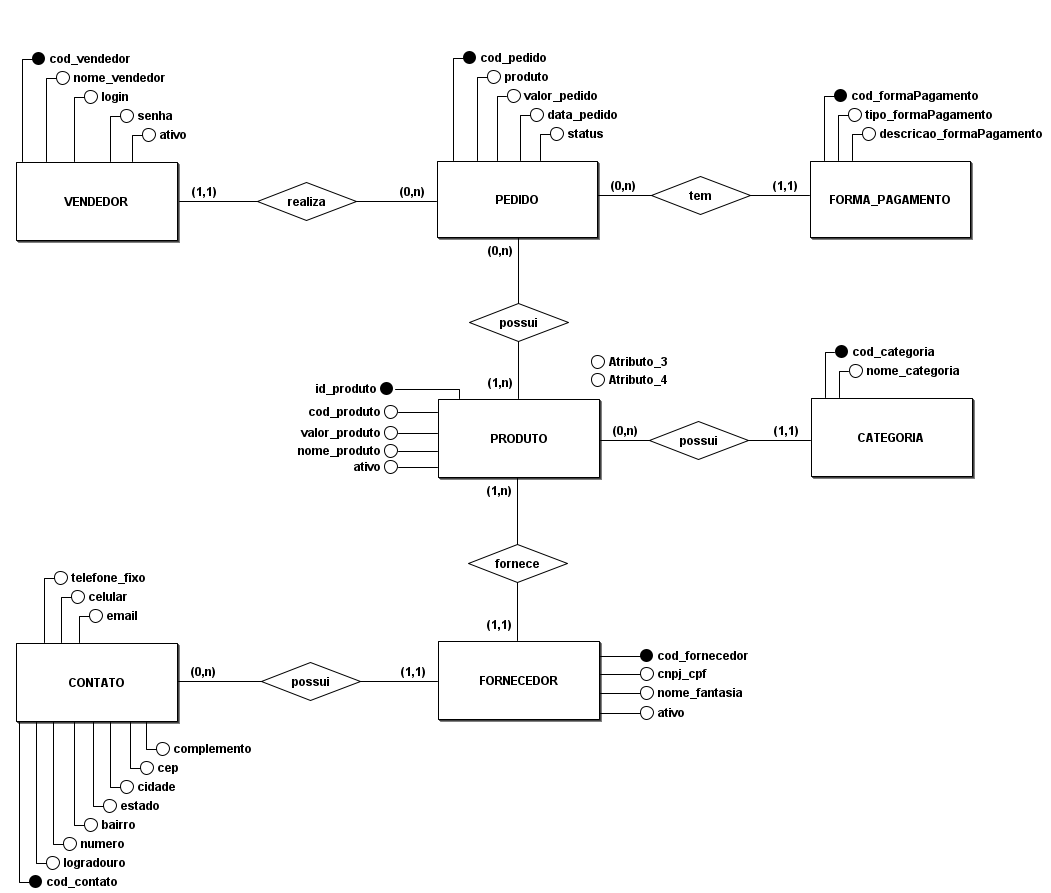 cod_vendedor
nome_vendedor
login
senha
ativo
VENDEDOR
(1,1)
realiza
(0,n)
cod_pedido
produto
valor_pedido
data_pedido
status
PEDIDO
(0,n)
tem
(1,1)
cod_formaPagamento
tipo_formaPagamento
descricao_formaPagamento
FORMA_PAGAMENTO
(0,n)
possui
(1,n)
Atributo_3
Atributo_4
id_produto
cod_produto
valor_produto
nome_produto
ativo
PRODUTO
(0,n)
possui
(1,1)
cod_categoria
nome_categoria
CATEGORIA
(1,n)
fornece
(1,1)
telefone_fixo
celular
email
CONTATO
(0,n)
possui
(1,1)
FORNECEDOR
cod_fornecedor
cnpj_cpf
nome_fantasia
ativo
complemento
cep
cidade
estado
bairro
numero
logradouro
cod_contato